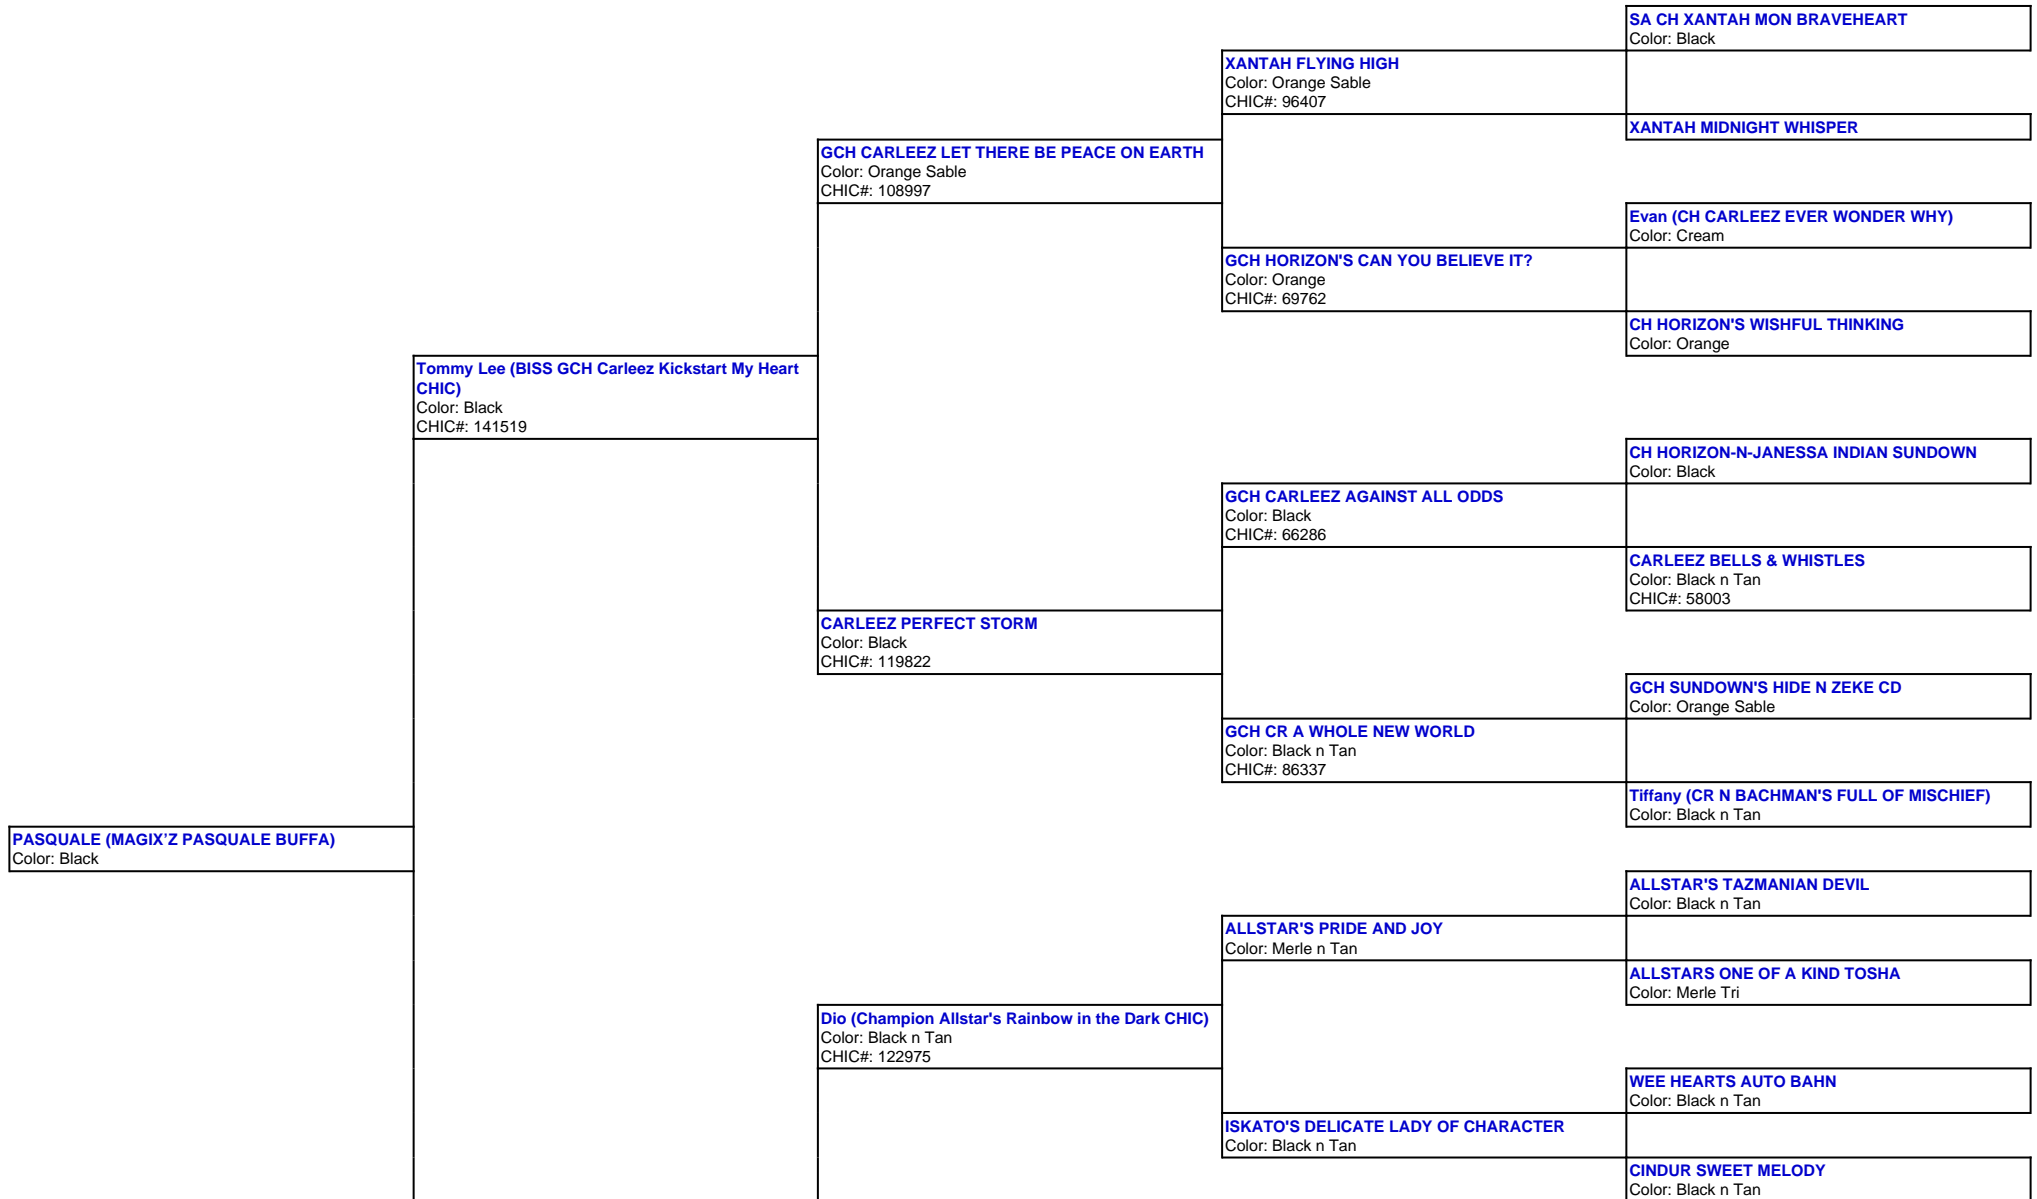 SA CH XANTAH MON BRAVEHEART
Color: Black
XANTAH FLYING HIGH
Color: Orange Sable
CHIC#: 96407
XANTAH MIDNIGHT WHISPER
GCH CARLEEZ LET THERE BE PEACE ON EARTH
Color: Orange Sable
CHIC#: 108997
Evan (CH CARLEEZ EVER WONDER WHY)
Color: Cream
GCH HORIZON'S CAN YOU BELIEVE IT?
Color: Orange
CHIC#: 69762
CH HORIZON'S WISHFUL THINKING
Color: Orange
Tommy Lee (BISS GCH Carleez Kickstart My Heart
CHIC)
Color: Black
CHIC#: 141519
CH HORIZON-N-JANESSA INDIAN SUNDOWN
Color: Black
GCH CARLEEZ AGAINST ALL ODDS
Color: Black
CHIC#: 66286
CARLEEZ BELLS & WHISTLES
Color: Black n Tan
CHIC#: 58003
CARLEEZ PERFECT STORM
Color: Black
CHIC#: 119822
GCH SUNDOWN'S HIDE N ZEKE CD
Color: Orange Sable
GCH CR A WHOLE NEW WORLD
Color: Black n Tan
CHIC#: 86337
Tiffany (CR N BACHMAN'S FULL OF MISCHIEF)
Color: Black n Tan
PASQUALE (MAGIX’Z PASQUALE BUFFA)
Color: Black
ALLSTAR'S TAZMANIAN DEVIL
Color: Black n Tan
ALLSTAR'S PRIDE AND JOY
Color: Merle n Tan
ALLSTARS ONE OF A KIND TOSHA
Color: Merle Tri
Dio (Champion Allstar's Rainbow in the Dark CHIC)
Color: Black n Tan
CHIC#: 122975
WEE HEARTS AUTO BAHN
Color: Black n Tan
ISKATO'S DELICATE LADY OF CHARACTER
Color: Black n Tan
CINDUR SWEET MELODY
Color: Black n Tan